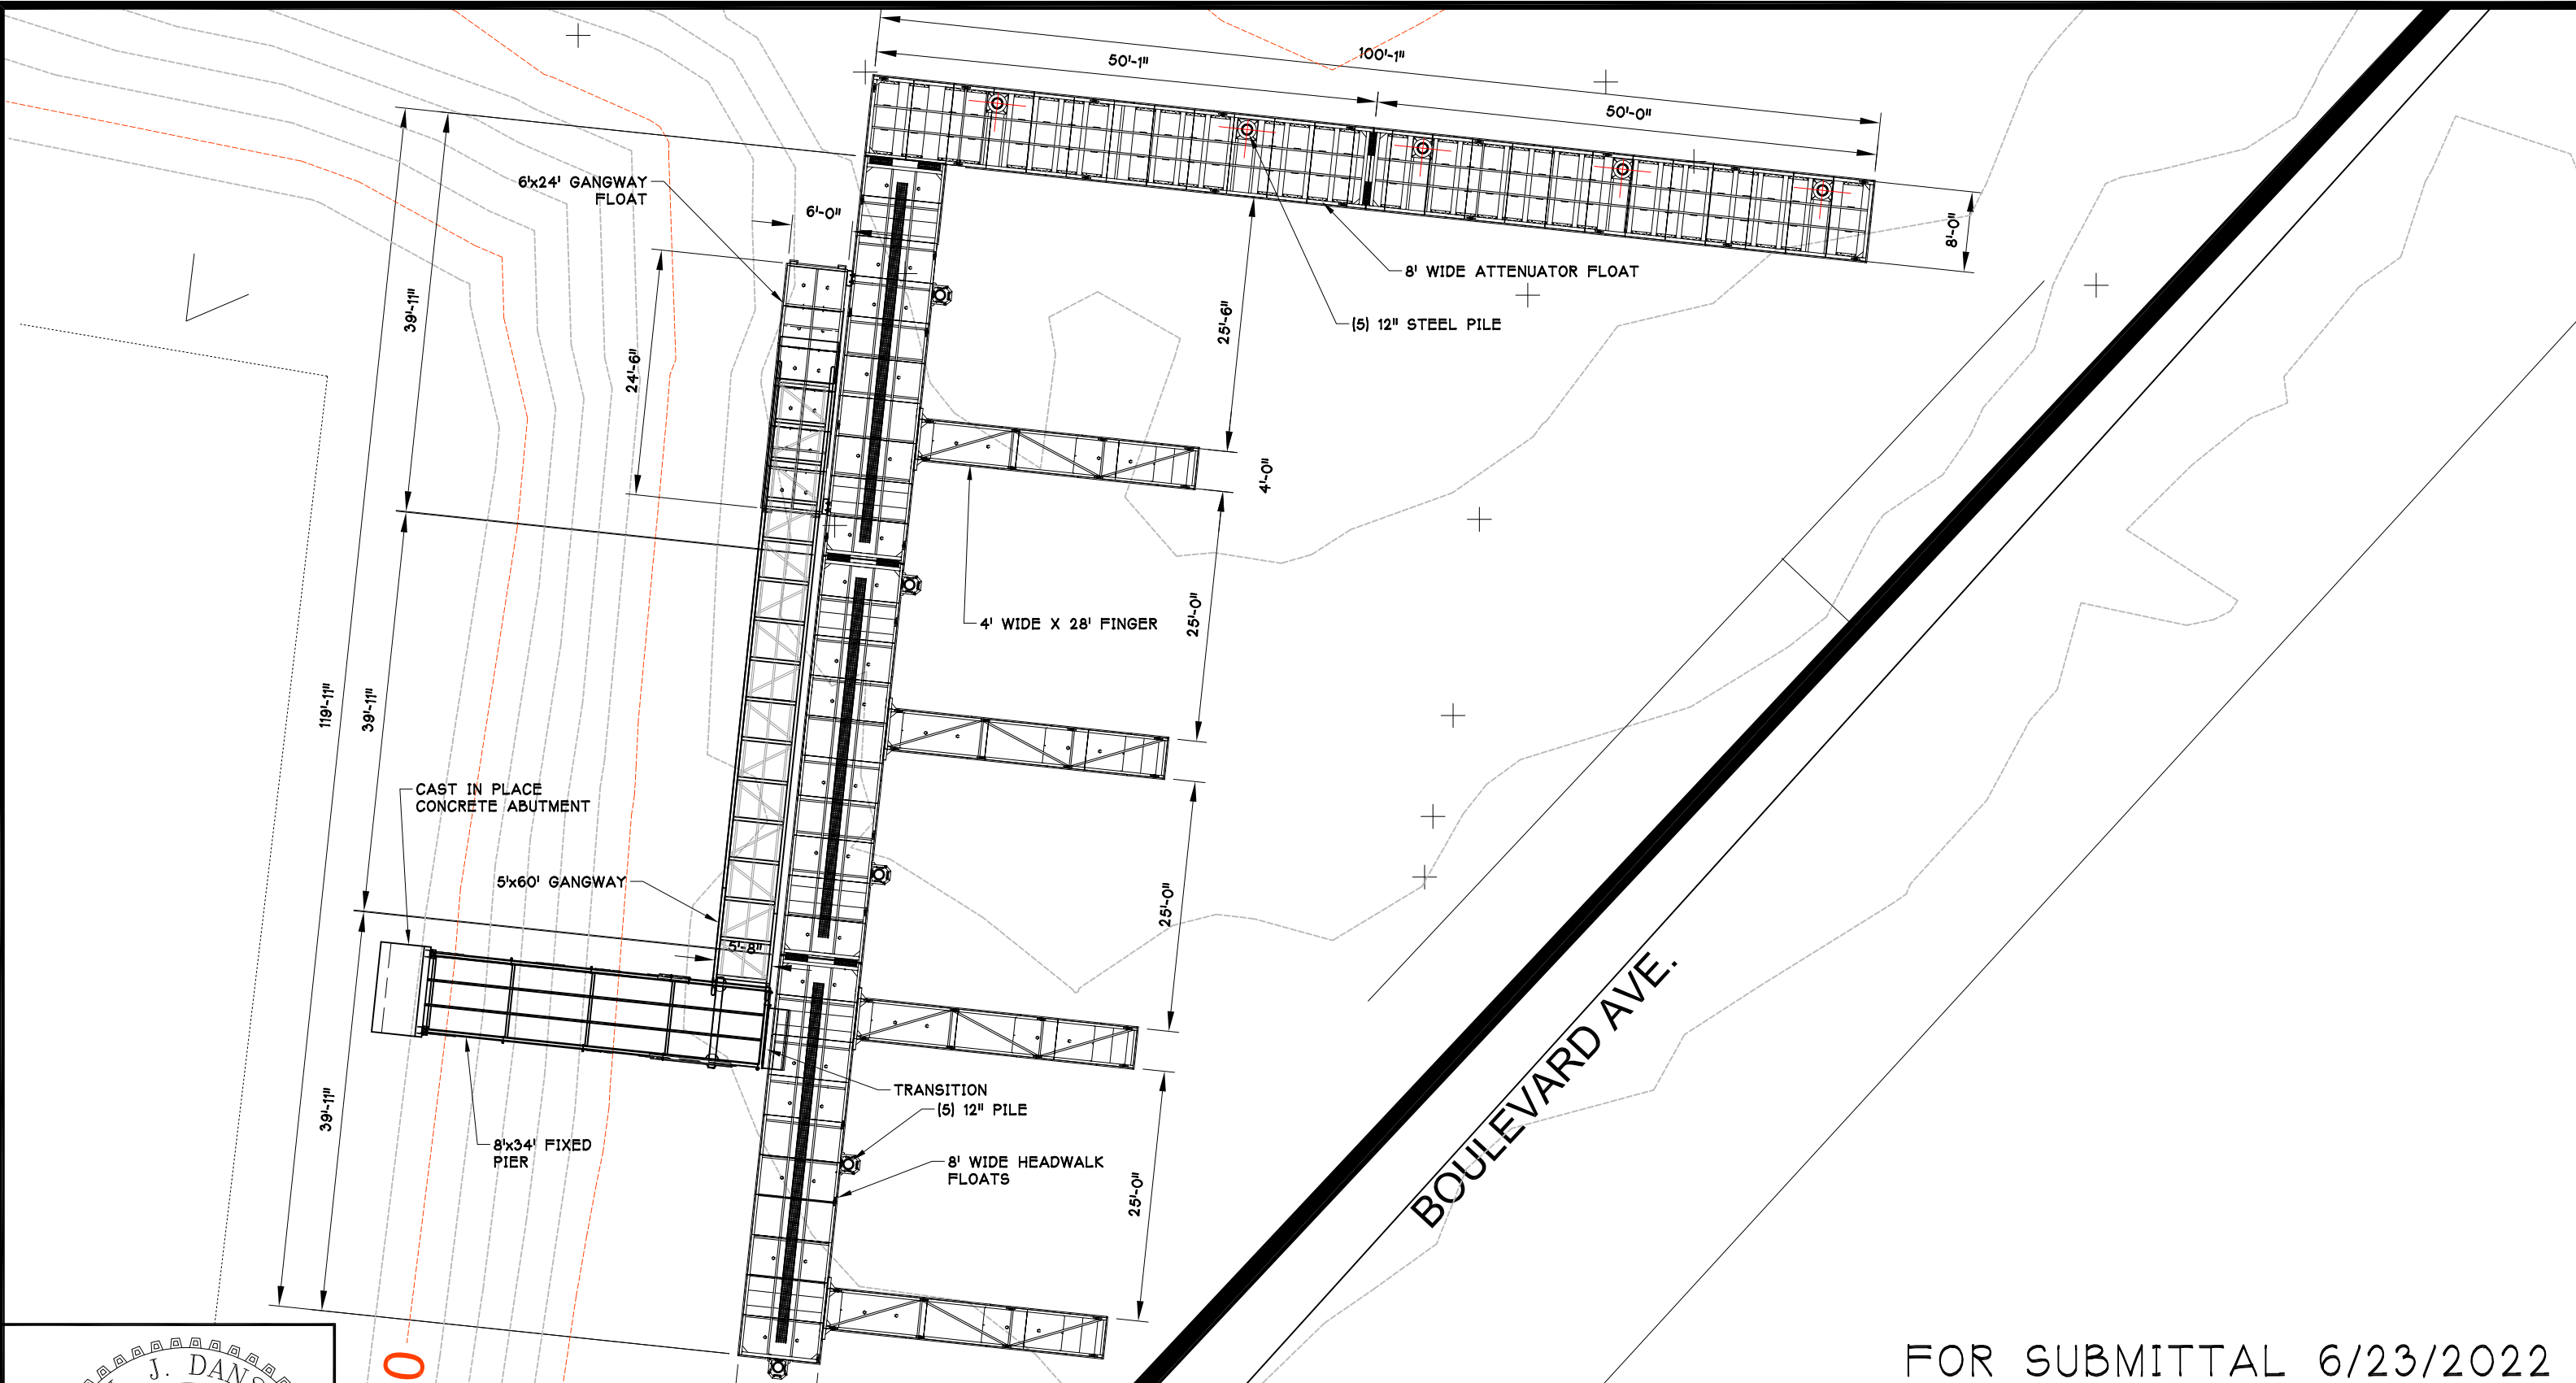 100'-1"
50'-1"
50'-0"
6'x24' GANGWAY
FLOAT
6'-0"
8'-0"
8' WIDE ATTENUATOR FLOAT
39'-11"
25'-6"
(5) 12" STEEL PILE
24'-6"
4'-0"
4' WIDE X 28' FINGER
25'-0"
119'-11"
39'-11"
CAST IN PLACE
CONCRETE ABUTMENT
5'x60' GANGWAY
25'-0"
5'-8"
BOULEVARD AVE.
TRANSITION
(5) 12" PILE
39'-11"
8'x34' FIXED
PIER
8' WIDE HEADWALK
FLOATS
25'-0"
0
J. DANS
FOR SUBMITTAL 6/23/2022